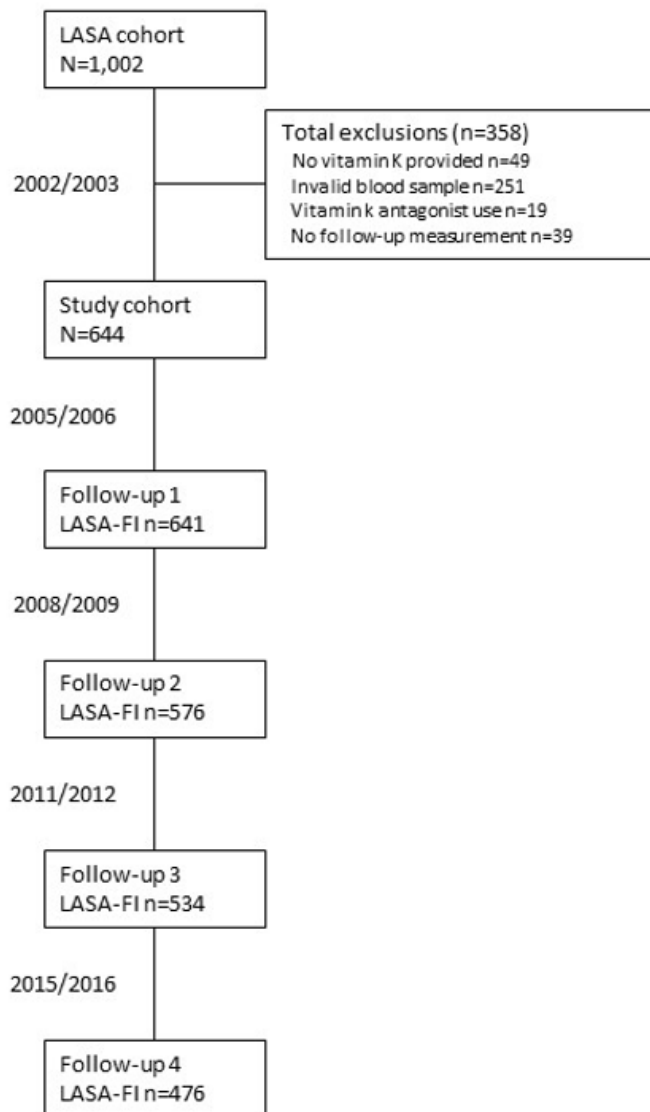 LASA cohort
N=1,002
2002/2003
Total exclusions (n=358)
No vitamin K provided n=49
Invalid blood sample n=251
Vitamin k antagonist use n=19
No follow-up measurement n=39
Study cohort
N=644
2005/2006
Follow-up 1
LASA-FI n=641
2008/2009
Follow-up 2
LASA-FI n=576
2011/2012
Follow-up 3
LASA-FI n=534
2015/2016
Follow-up 4
LASA-FI n=476